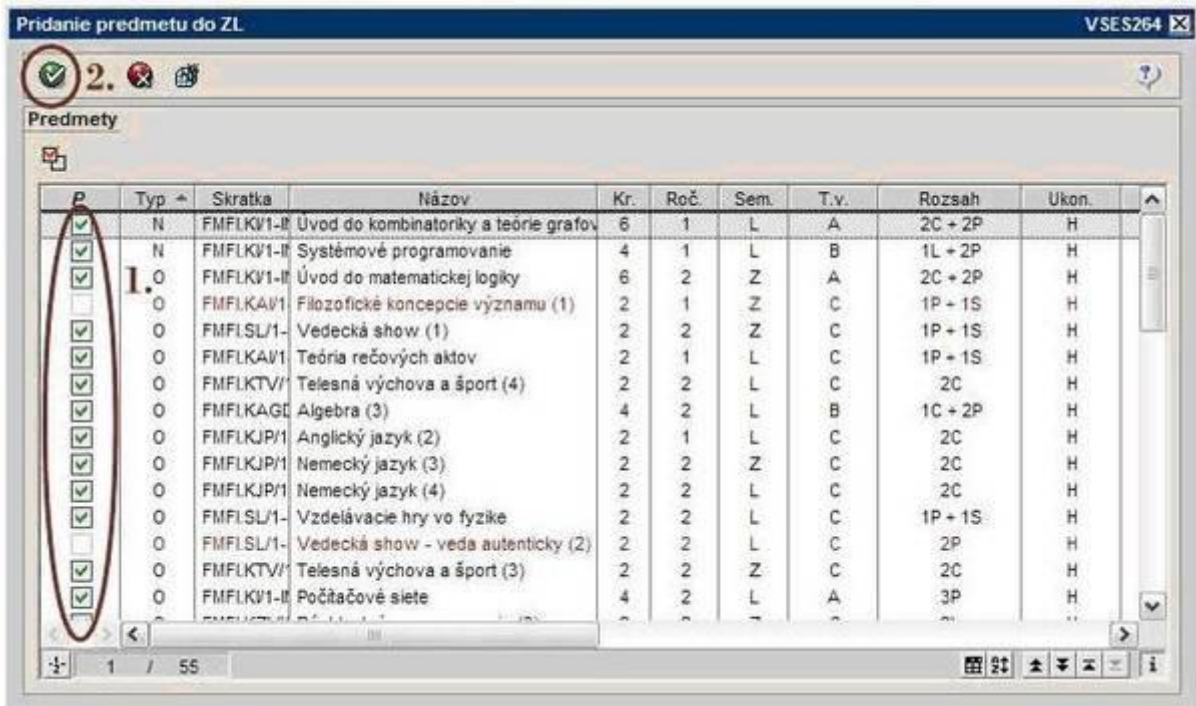 Pridanie predmetu do ZL VSES264
2.
Predmety
P Typ Skratka Názov Kr. Roč. Sem. T.v. Rozsah Ukon.
N FMFI.KI/1-IN Úvod do kombinatoriky a teórie grafov 6 1 L A 2C + 2P H
N FMFI.KI/1-IN Systémové programovanie 4 1 L B 1L + 2P H
1. O FMFI.KI/1-IN Úvod do matematickej logiky 6 2 Z A 2C + 2P H
O FMFI.KAI/1- Filozofické koncepcie významu (1) 2 1 Z C 1P + 1S H
O FMFI.SL/1- Vedecká show (1) 2 2 Z C 1P + 1S H
O FMFI.KAI/1- Teória rečových aktov 2 1 L C 1P + 1S H
O FMFI.KTV/1 Telesná výchova a šport (4) 2 2 L C 2C H
O FMFI.KAGD Algebra (3) 4 2 L B 1C + 2P H
O FMFI.KJP/1 Anglický jazyk (2) 2 1 L C 2C H
O FMFI.KJP/1 Nemecký jazyk (3) 2 2 Z C 2C H
O FMFI.KJP/1 Nemecký jazyk (4) 2 2 L C 2C H
O FMFI.SL/1- Vzdelávacie hry vo fyzike 2 2 L C 1P + 1S H
O FMFI.SL/1- Vedecká show - veda autenticky (2) 2 2 L C 2P H
O FMFI.KTV/1 Telesná výchova a šport (3) 2 2 Z C 2C H
O FMFI.KI/1-IN Počítačové siete 4 2 L A 3P H
1 / 55